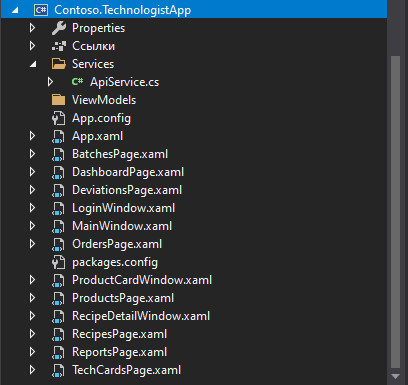 Contoso.TechnologistApp
Properties
Ссылки
Services
C# ApiService.cs
ViewModels
App.config
App.xaml
BatchesPage.xaml
DashboardPage.xaml
DeviationsPage.xaml
LoginWindow.xaml
MainWindow.xaml
OrdersPage.xaml
packages.config
ProductCardWindow.xaml
ProductsPage.xaml
RecipeDetailWindow.xaml
RecipesPage.xaml
ReportsPage.xaml
TechCardsPage.xaml